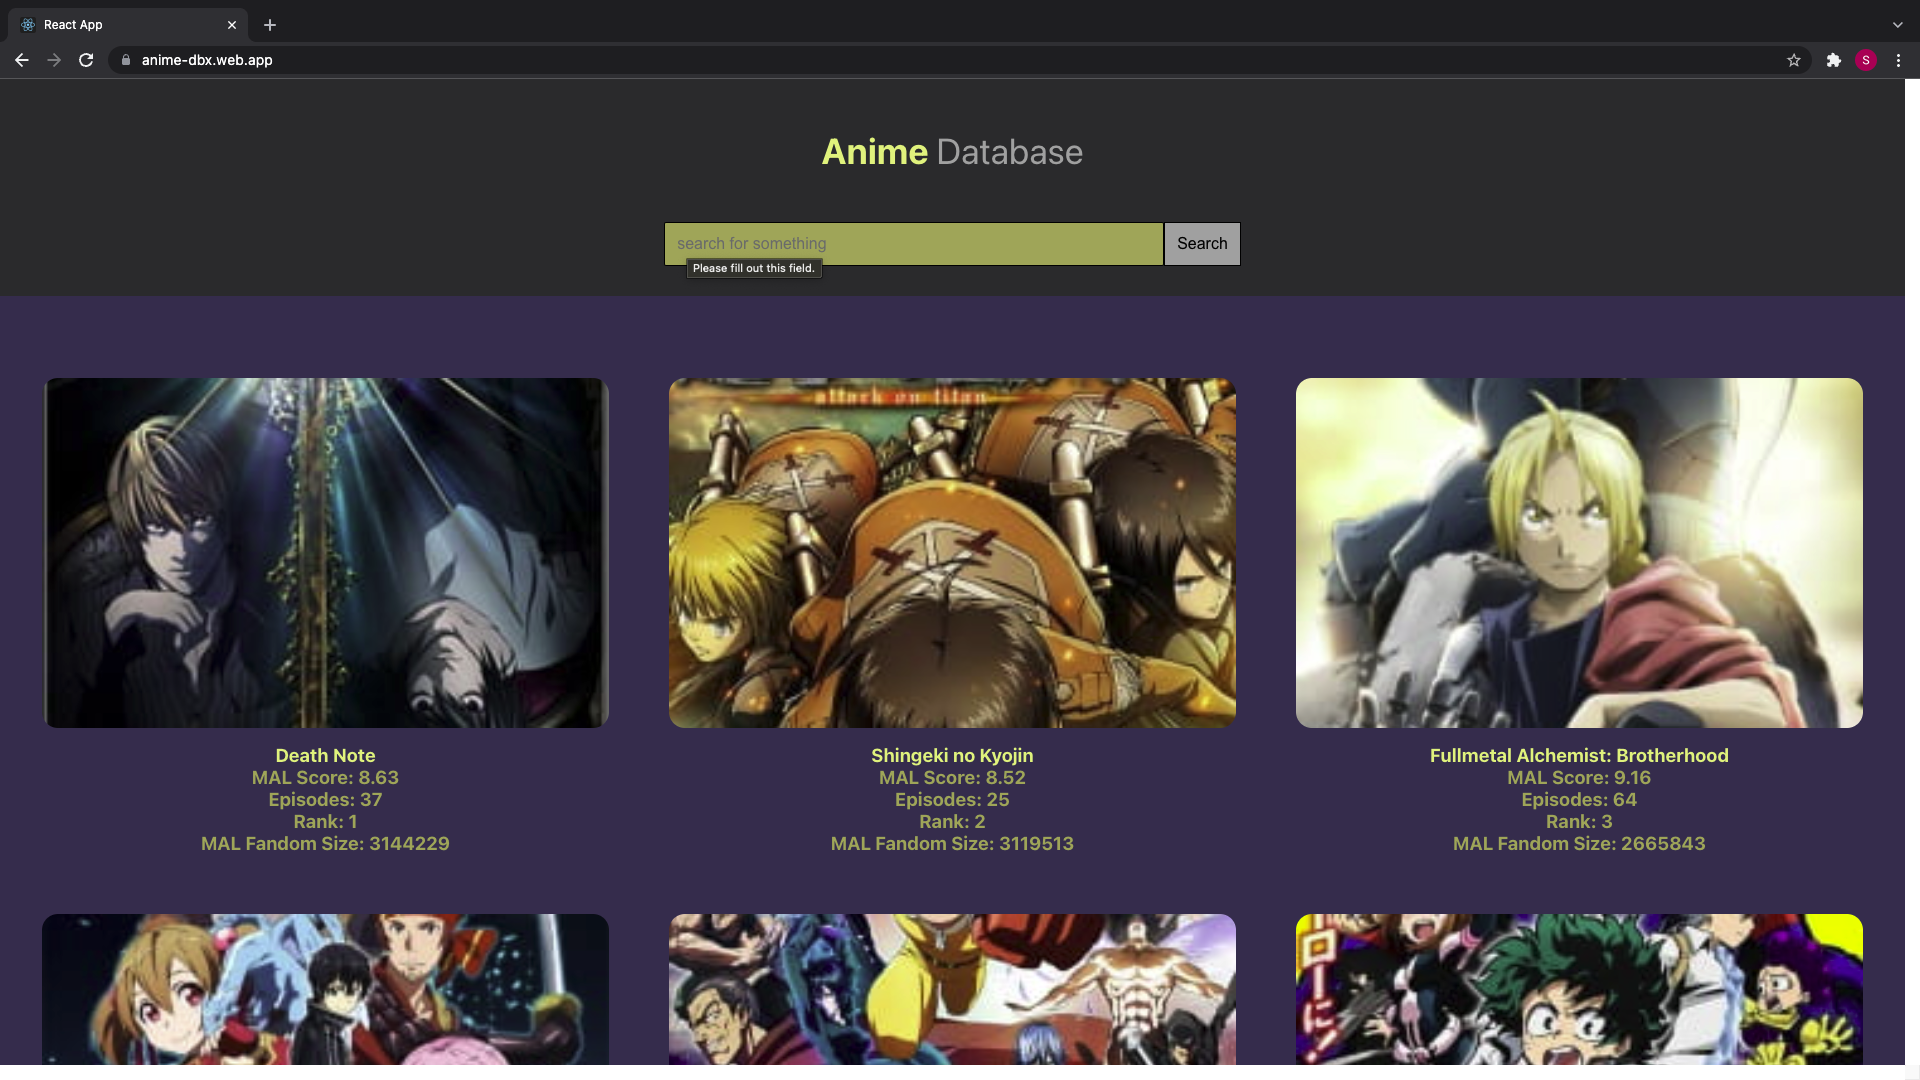 React App
anime-dbx.web.app
S
Anime Database
search for something
Search
Please fill out this field.
attack on titan
Death Note
MAL Score: 8.63
Episodes: 37
Rank: 1
MAL Fandom Size: 3144229
Shingeki no Kyojin
MAL Score: 8.52
Episodes: 25
Rank: 2
MAL Fandom Size: 3119513
Fullmetal Alchemist: Brotherhood
MAL Score: 9.16
Episodes: 64
Rank: 3
MAL Fandom Size: 2665843
ローに!